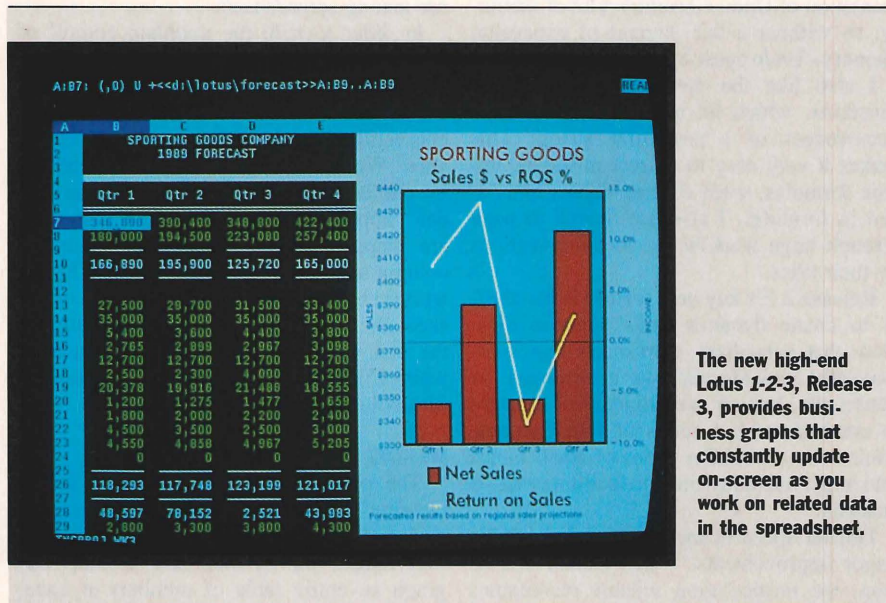 A:B7: (,0) U +<<d:\lotus\forecast>>A:B9..A:B9
A B C D E
1 SPORTING GOODS COMPANY
2 1989 FORECAST
3
4
5 Qtr 1 Qtr 2 Qtr 3 Qtr 4
6
7 346,800 390,400 348,800 422,400
8 180,000 194,500 223,080 257,400
9
10 166,890 195,900 125,720 165,000
11
12
13 27,500 29,700 31,500 33,400
14 35,000 35,000 35,000 35,000
15 5,400 3,600 4,400 3,800
16 2,765 2,899 2,967 3,098
17 12,700 12,700 12,700 12,700
18 2,500 2,300 4,000 2,200
19 20,378 19,916 21,488 18,555
20 1,200 1,275 1,477 1,659
21 1,800 2,000 2,200 2,400
22 4,500 3,500 2,500 3,000
23 4,550 4,858 4,967 5,205
24 0 0 0 0
25
26 118,293 117,748 123,199 121,017
27
28 48,597 78,152 2,521 43,983
29 2,800 3,300 3,800 4,300
SPORTING GOODS
Sales $ vs ROS %
$440
$430
$420
$410
$400
$390
$380
$370
$360
$350
$340
$330
SALES
15.0%
10.0%
5.0%
0.0%
-5.0%
-10.0%
INCOME
Qtr 1 Qtr 2 Qtr 3 Qtr 4
Net Sales
Return on Sales
Forecasted results based on regional sales projections
The new high-end
Lotus 1-2-3, Release
3, provides busi-
ness graphs that
constantly update
on-screen as you
work on related data
in the spreadsheet.